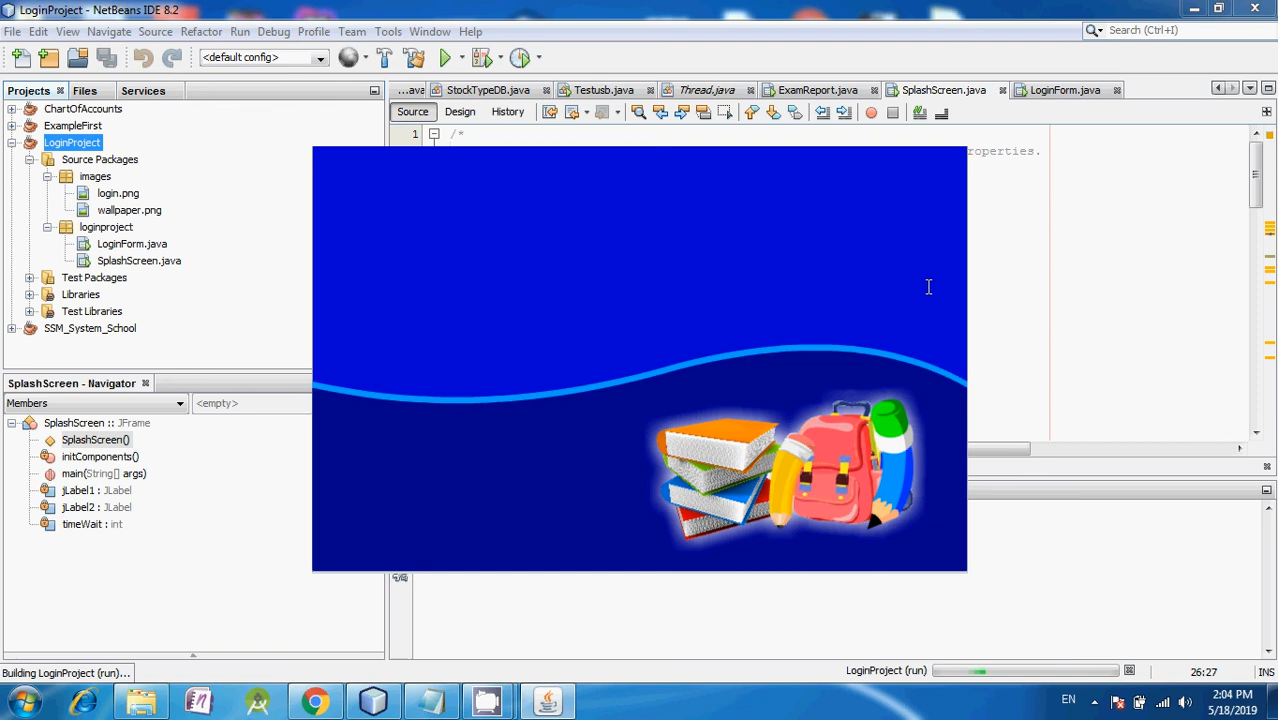 LoginProject - NetBeans IDE 8.2
File Edit View Navigate Source Refactor Run Debug Profile Team Tools Window Help
Search (Ctrl+I)
<default config>
Projects Files Services
...ava StockTypeDB.java Testusb.java Thread.java ExamReport.java SplashScreen.java LoginForm.java
Source Design History
ChartOfAccounts
ExampleFirst
LoginProject
Source Packages
images
login.png
wallpaper.png
loginproject
LoginForm.java
SplashScreen.java
Test Packages
Libraries
Test Libraries
SSM_System_School
1 /*
roperties.
SplashScreen - Navigator
Members <empty>
SplashScreen :: JFrame
SplashScreen()
initComponents()
main(String[] args)
jLabel1 : JLabel
jLabel2 : JLabel
timeWait : int
Building LoginProject (run)...
LoginProject (run)
26:27 INS
EN
2:04 PM
5/18/2019